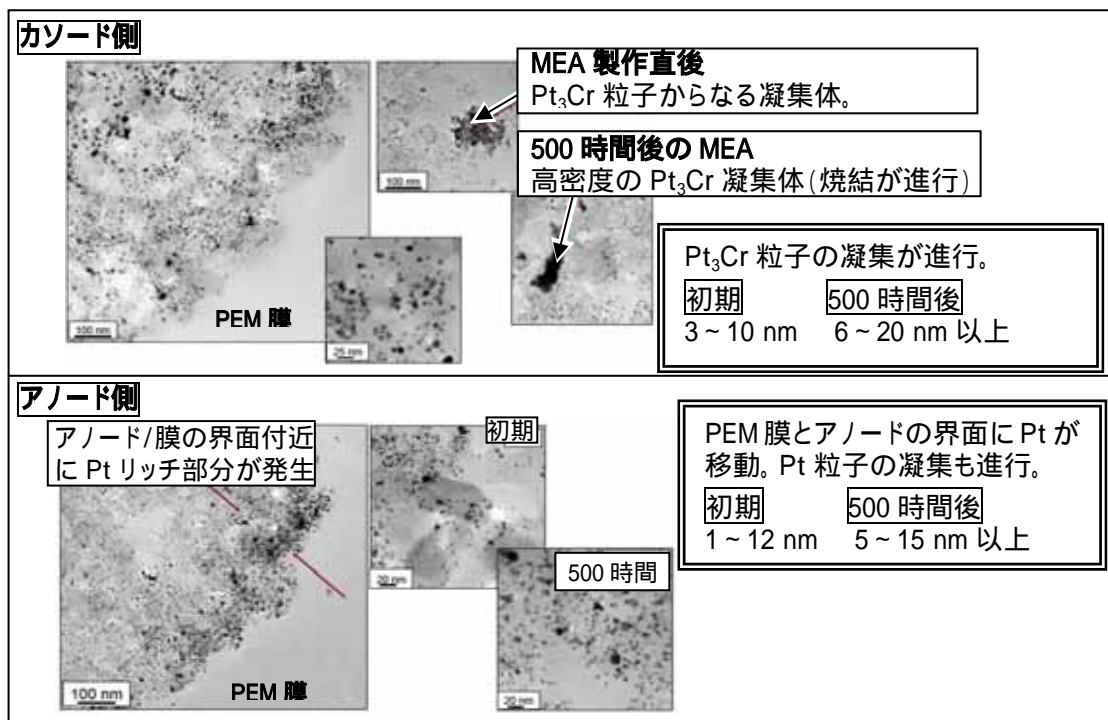 カソード側
MEA 製作直後
Pt₃Cr 粒子からなる凝集体。
500 時間後の MEA
高密度の Pt₃Cr 凝集体(焼結が進行)
100 nm
PEM 膜
25 nm
100 nm
Pt₃Cr 粒子の凝集が進行。
初期 500 時間後
3 ~ 10 nm 6 ~ 20 nm 以上
アノード側
アノード/膜の界面付近
に Pt リッチ部分が発生
100 nm
PEM 膜
初期
20 nm
500 時間
20 nm
PEM 膜とアノードの界面に Pt が
移動。Pt 粒子の凝集も進行。
初期 500 時間後
1 ~ 12 nm 5 ~ 15 nm 以上